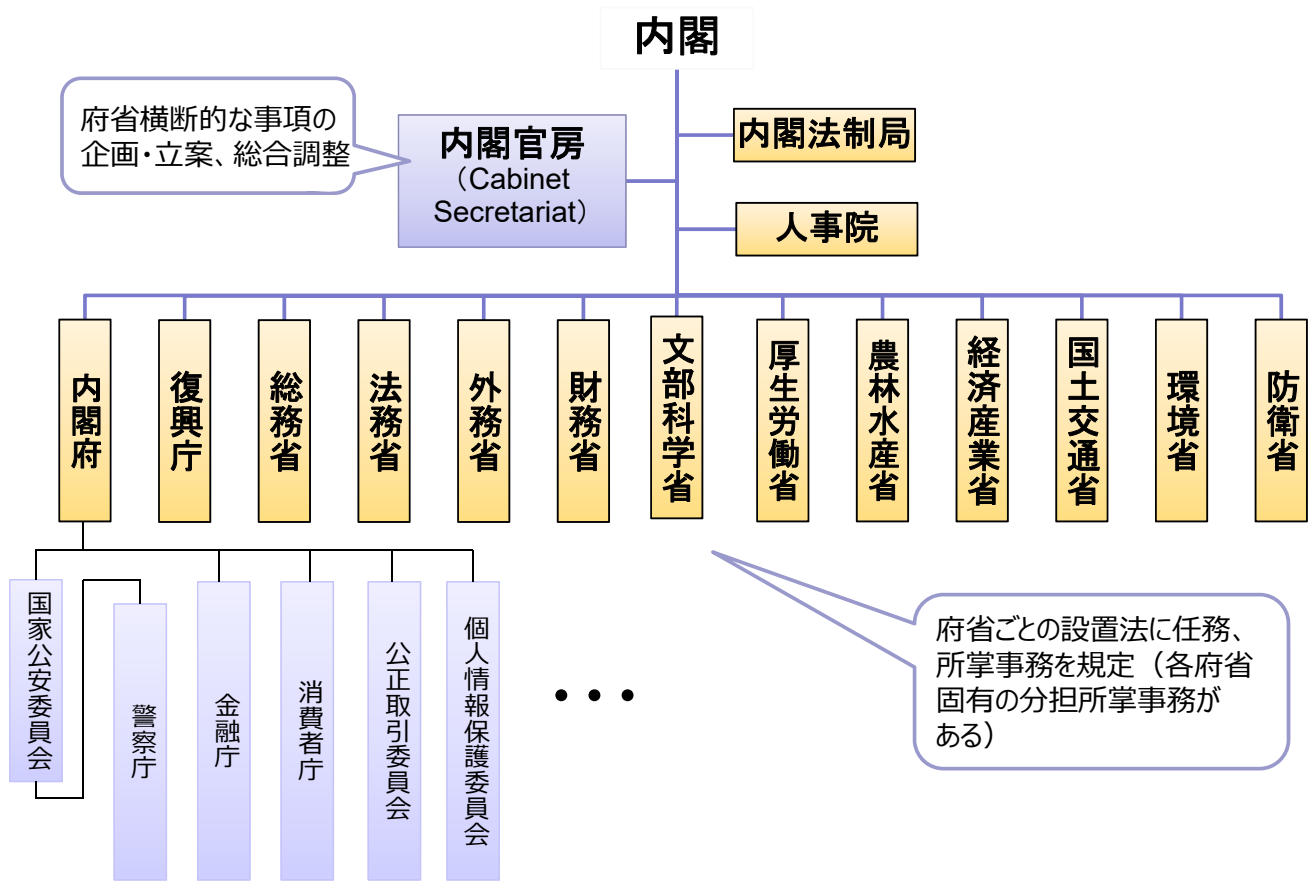 内閣
府省横断的な事項の
企画・立案、総合調整
内閣官房
（Cabinet
Secretariat）
内閣法制局
人事院
内閣府
復興庁
総務省
法務省
外務省
財務省
文部科学省
厚生労働省
農林水産省
経済産業省
国土交通省
環境省
防衛省
国家公安委員会
警察庁
金融庁
消費者庁
公正取引委員会
個人情報保護委員会
・・・
府省ごとの設置法に任務、
所掌事務を規定（各府省
固有の分担所掌事務が
ある）